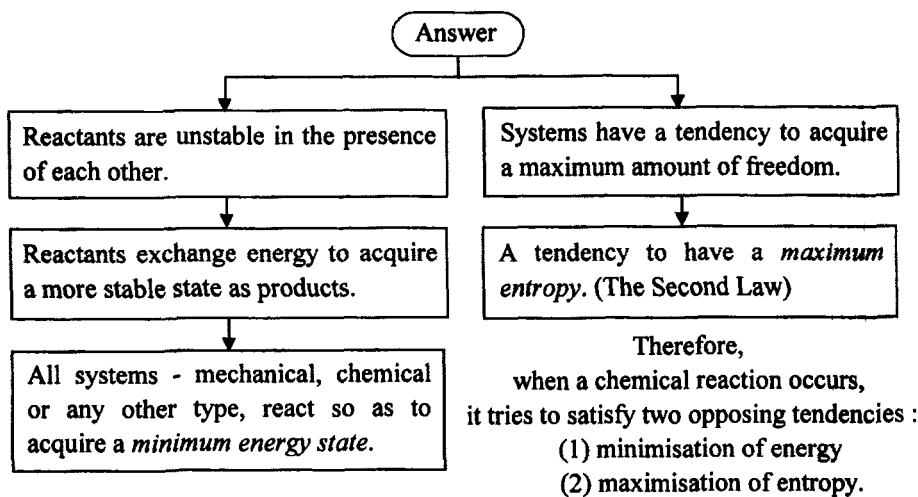 Answer
Reactants are unstable in the presence
of each other.
Reactants exchange energy to acquire
a more stable state as products.
All systems - mechanical, chemical
or any other type, react so as to
acquire a minimum energy state.
Systems have a tendency to acquire
a maximum amount of freedom.
A tendency to have a maximum
entropy. (The Second Law)
Therefore,
when a chemical reaction occurs,
it tries to satisfy two opposing tendencies :
(1) minimisation of energy
(2) maximisation of entropy.